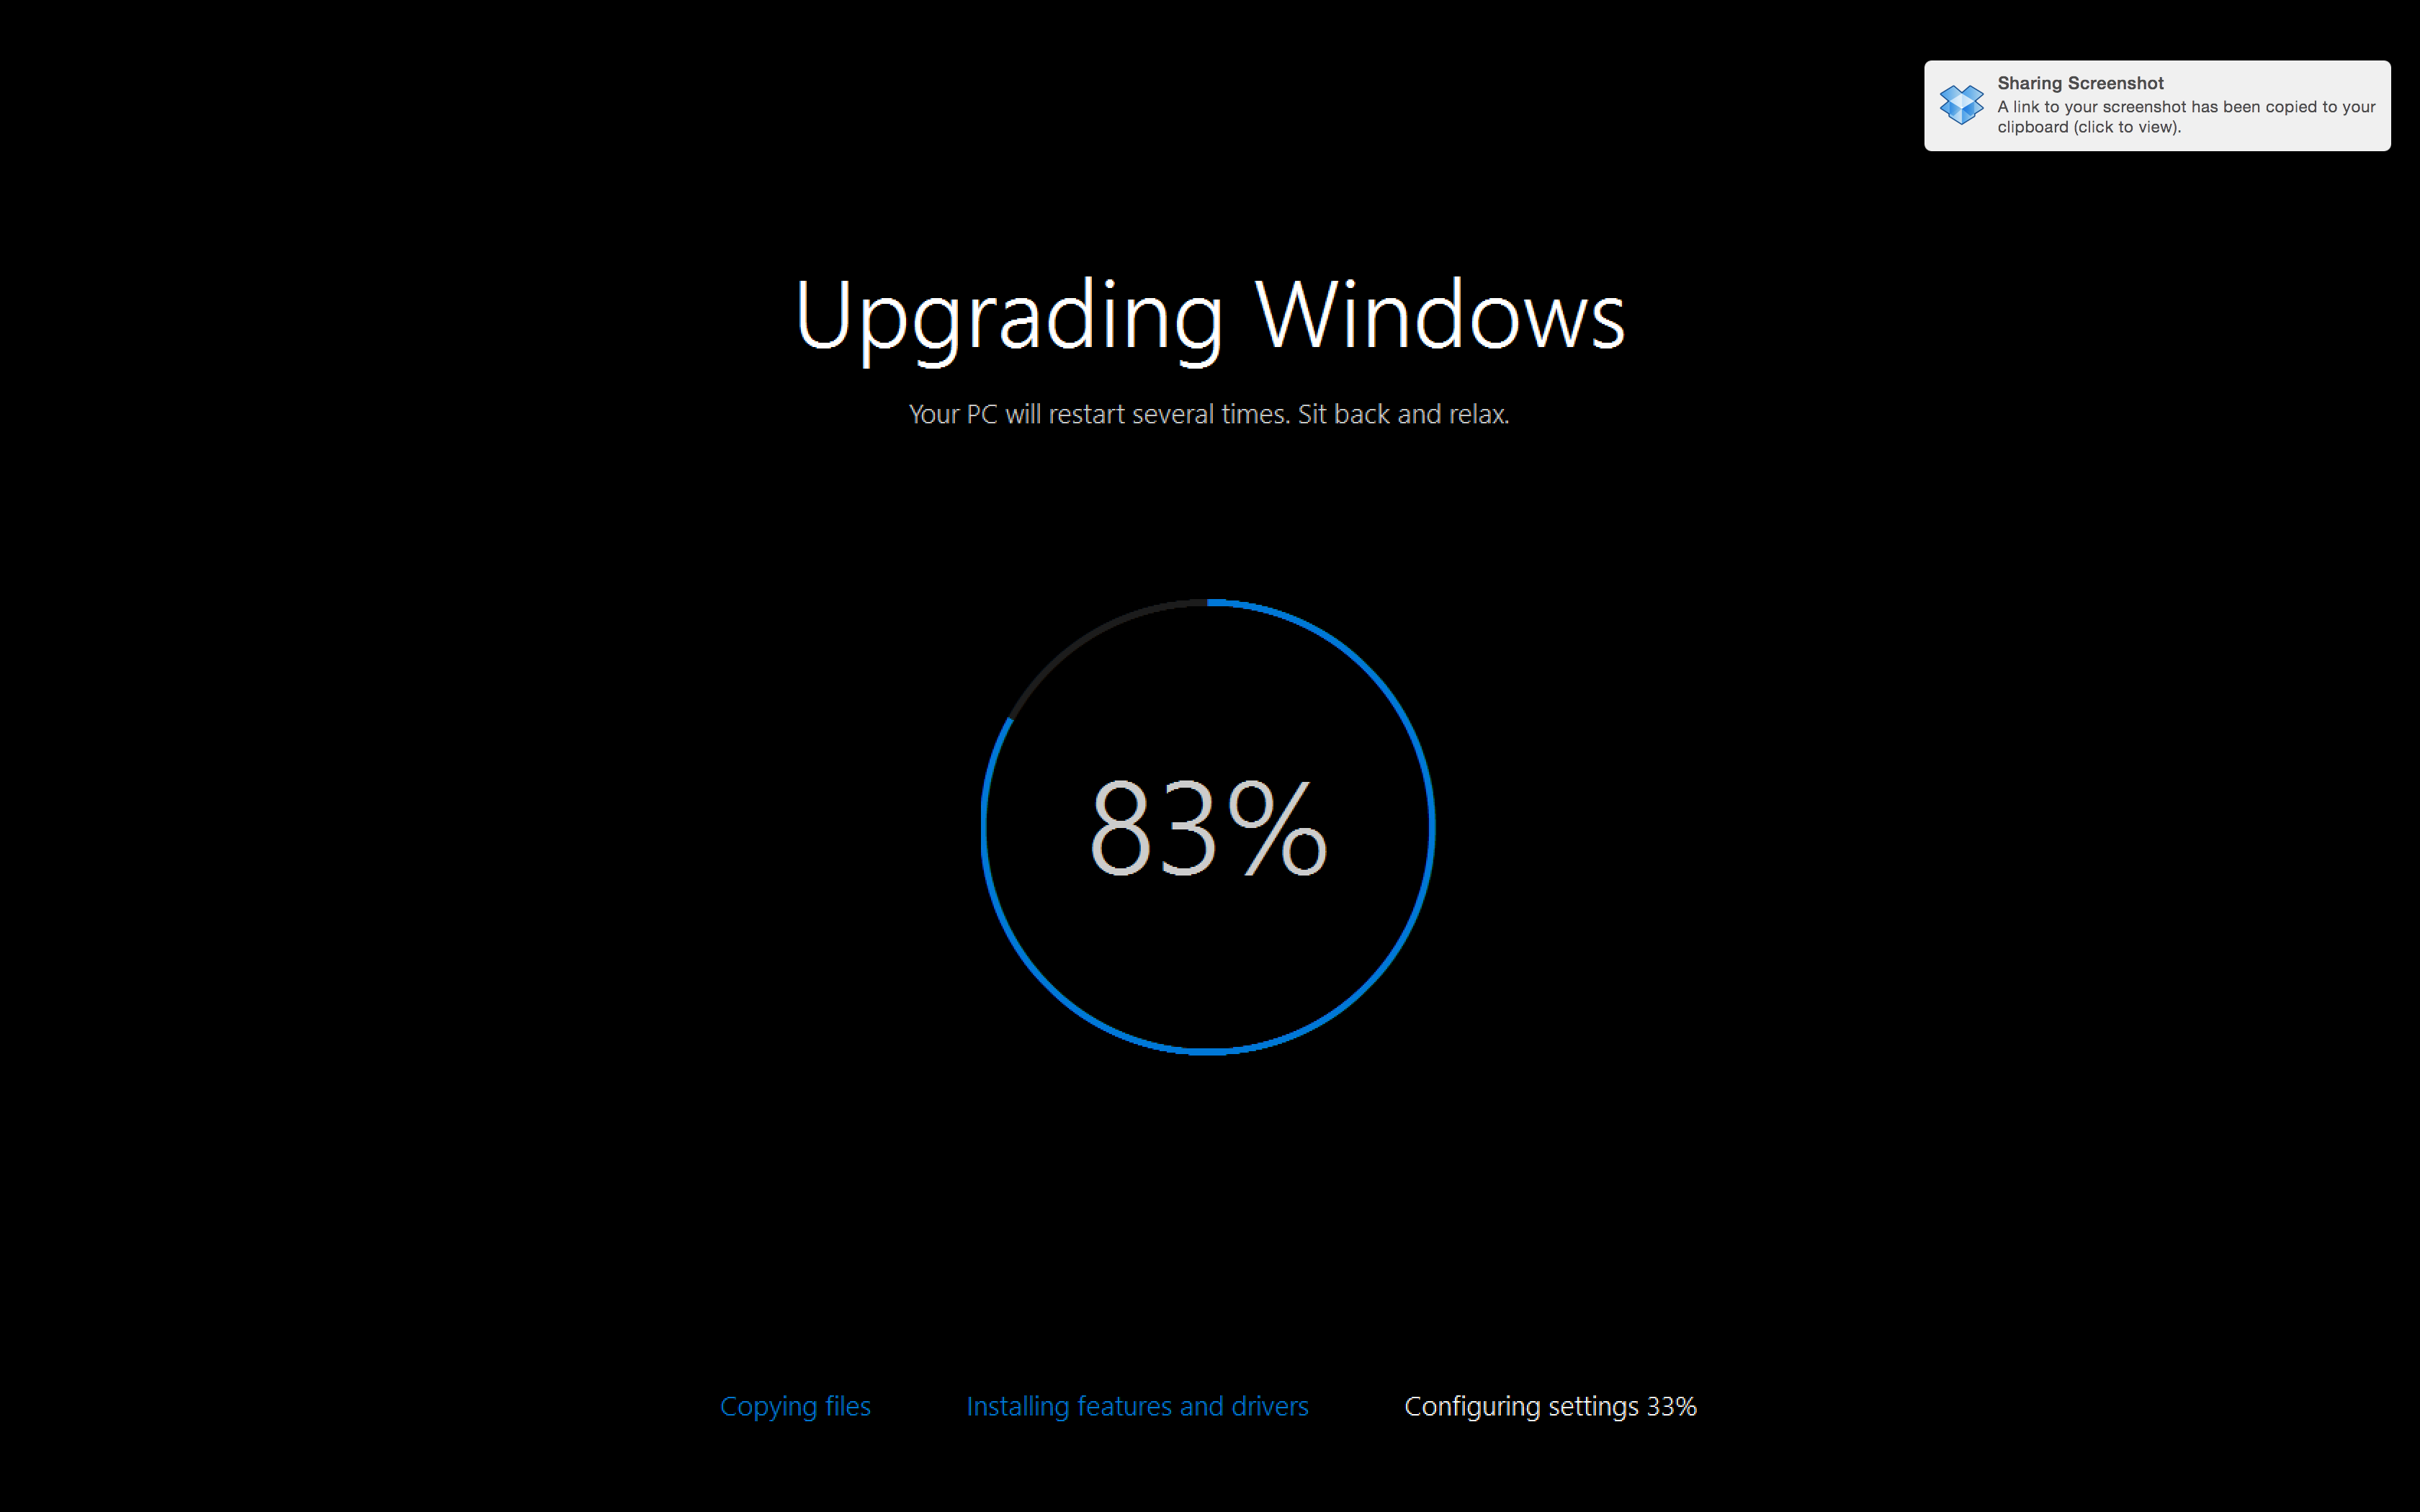 Sharing Screenshot
A link to your screenshot has been copied to your
clipboard (click to view).
Upgrading Windows
Your PC will restart several times. Sit back and relax.
83%
Copying files
Installing features and drivers
Configuring settings 33%